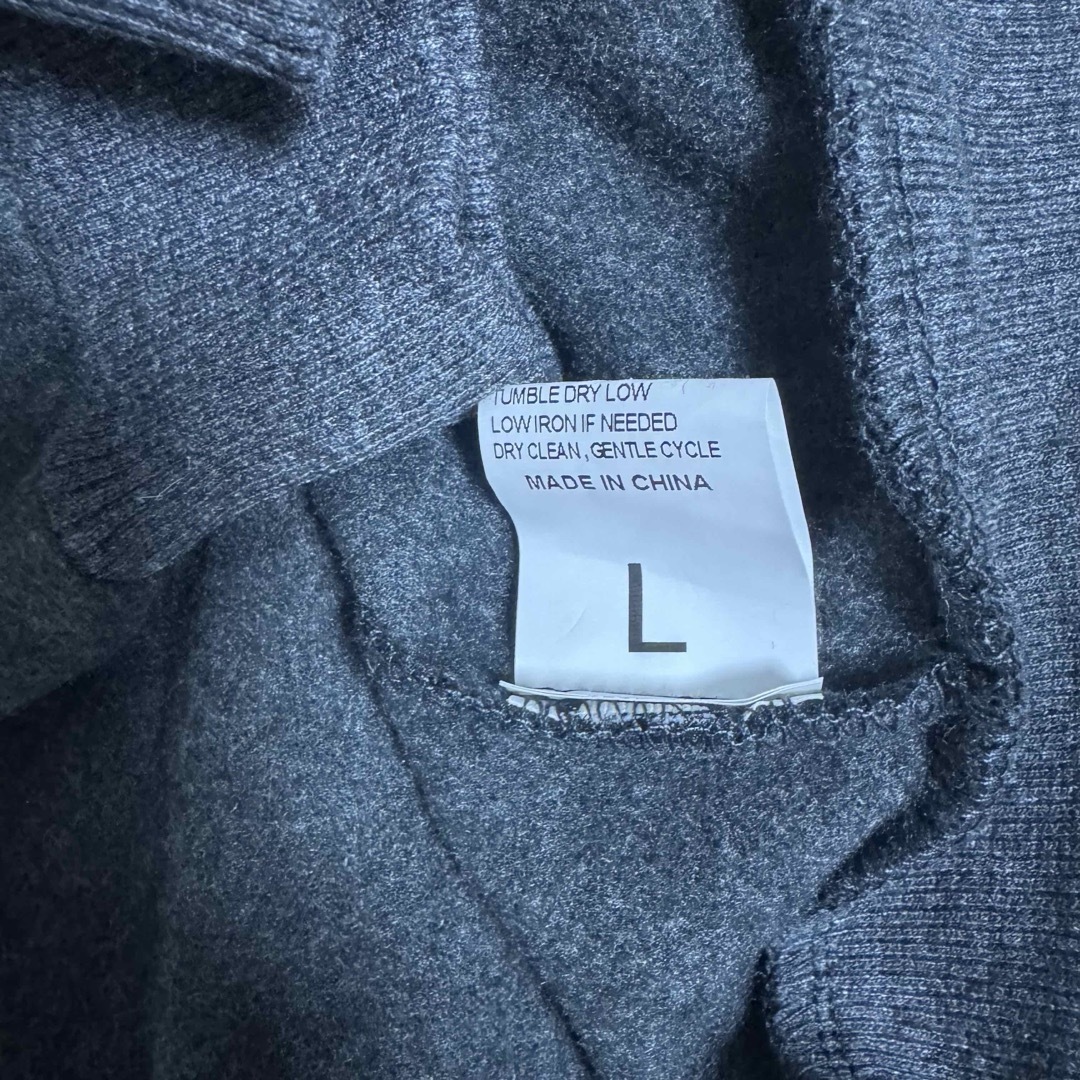 TUMBLE DRY LOW
LOW IRON IF NEEDED
DRY CLEAN, GENTLE CYCLE
MADE IN CHINA
L